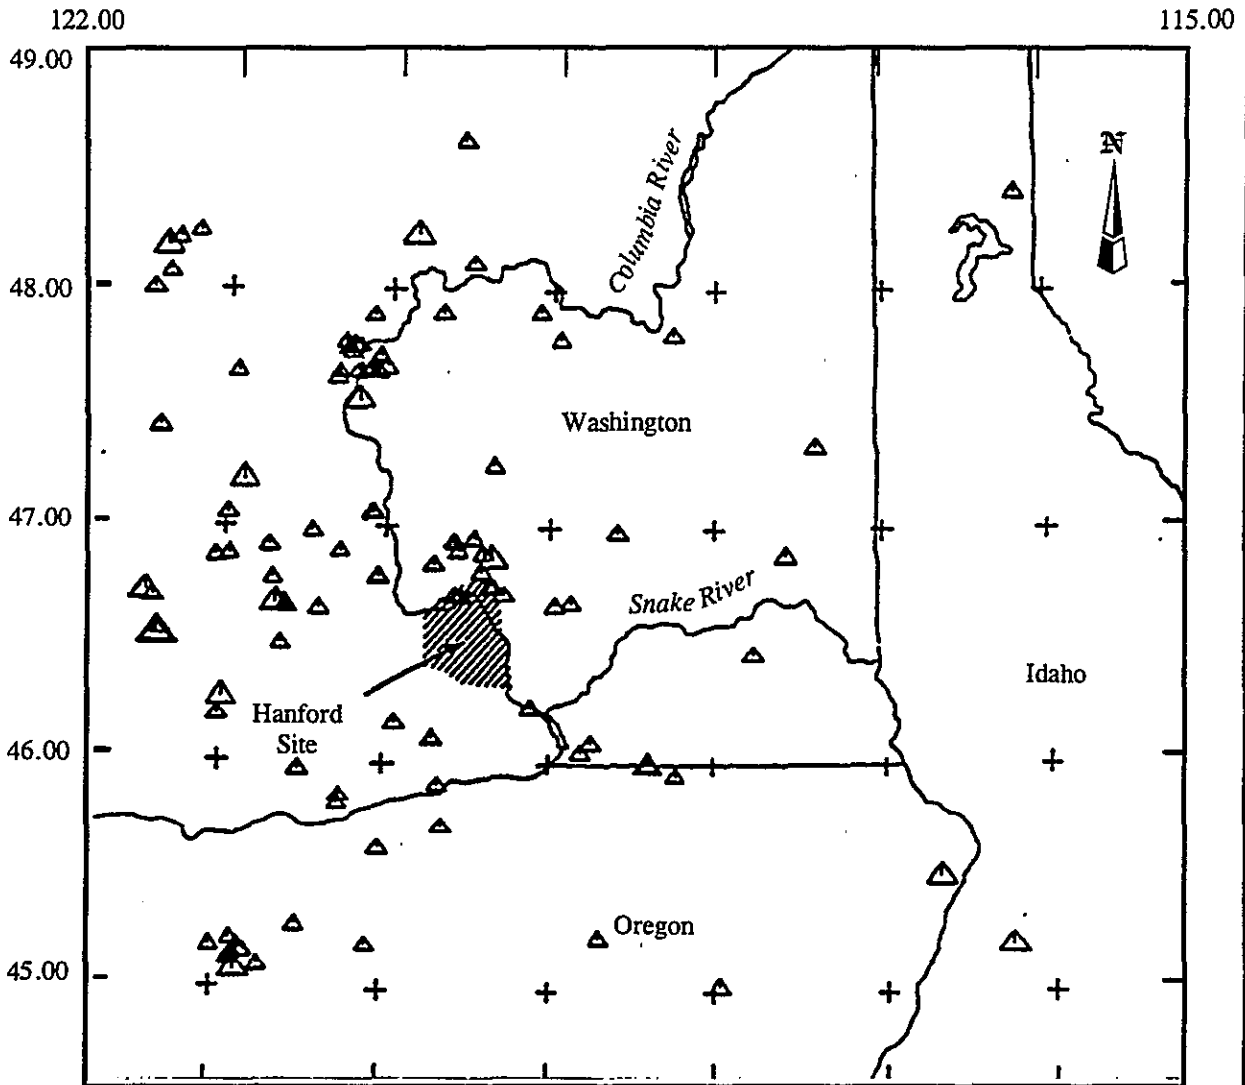 122.00
115.00
49.00
N
Columbia River
48.00
Washington
47.00
Snake River
Idaho
Hanford
Site
46.00
Oregon
45.00